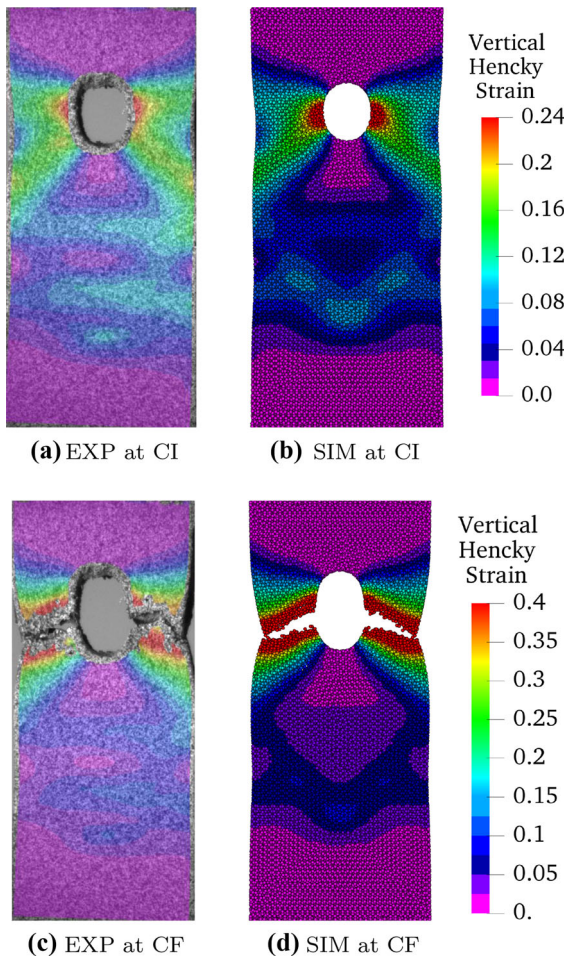 Vertical
Hencky
Strain
0.24
0.2
0.16
0.12
0.08
0.04
0.0
(a) EXP at CI
(b) SIM at CI
Vertical
Hencky
Strain
0.4
0.35
0.3
0.25
0.2
0.15
0.1
0.05
0.
(c) EXP at CF
(d) SIM at CF